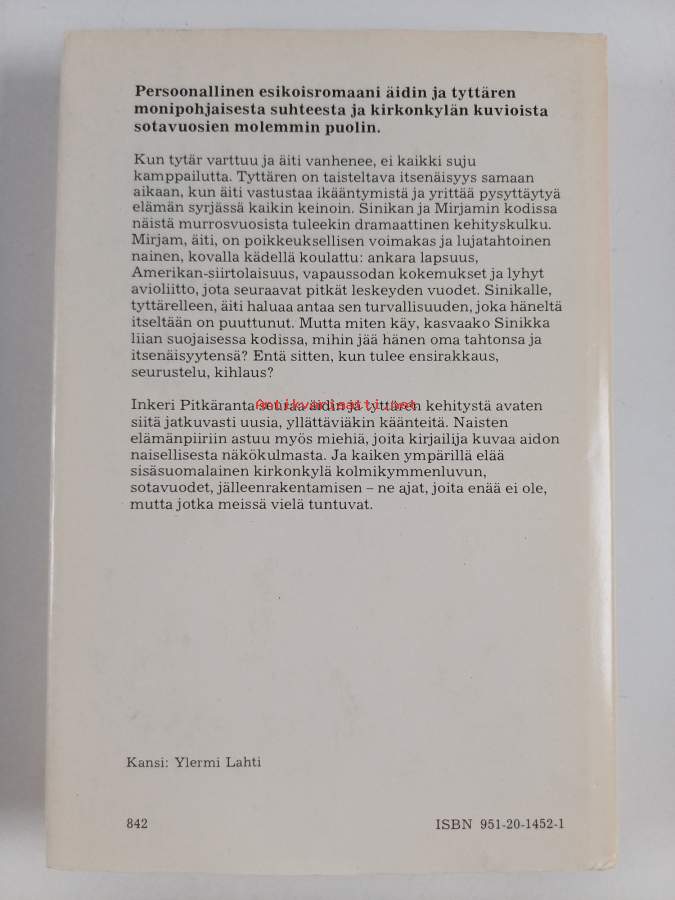 Persoonallinen esikoisromaani äidin ja tyttären
monipohjaisesta suhteesta ja kirkonkylän kuvioista
sotavuosien molemmin puolin.
Kun tytär varttuu ja äiti vanhenee, ei kaikki suju
kamppailutta. Tyttären on taisteltava itsenäisyys samaan
aikaan, kun äiti vastustaa ikääntymistä ja yrittää pysyttäytyä
elämän syrjässä kaikin keinoin. Sinikan ja Mirjamin kodissa
näistä murrosvuosista tuleekin dramaattinen kehityskulku.
Mirjam, äiti, on poikkeuksellisen voimakas ja lujatahtoinen
nainen, kovalla kädellä koulattu: ankara lapsuus,
Amerikan-siirtolaisuus, vapaussodan kokemukset ja lyhyt
avioliitto, jota seuraavat pitkät leskeyden vuodet. Sinikalle,
tyttärelleen, äiti haluaa antaa sen turvallisuuden, joka häneltä
itseltään on puuttunut. Mutta miten käy, kasvaako Sinikka
liian suojaisessa kodissa, mihin jää hänen oma tahtonsa ja
itsenäisyytensä? Entä sitten, kun tulee ensirakkaus,
seurustelu, kihlaus?
Inkeri Pitkäranta seuraa äidin ja tyttären kehitystä avaten
siitä jatkuvasti uusia, yllättäviäkin käänteitä. Naisten
elämänpiiriin astuu myös miehiä, joita kirjailija kuvaa aidon
naisellisesta näkökulmasta. Ja kaiken ympärillä elää
sisäsuomalainen kirkonkylä kolmikymmenluvun,
sotavuodet, jälleenrakentamisen – ne ajat, joita enää ei ole,
mutta jotka meissä vielä tuntuvat.
Antikvariaatti.net
Kansi: Ylermi Lahti
842 ISBN 951-20-1452-1